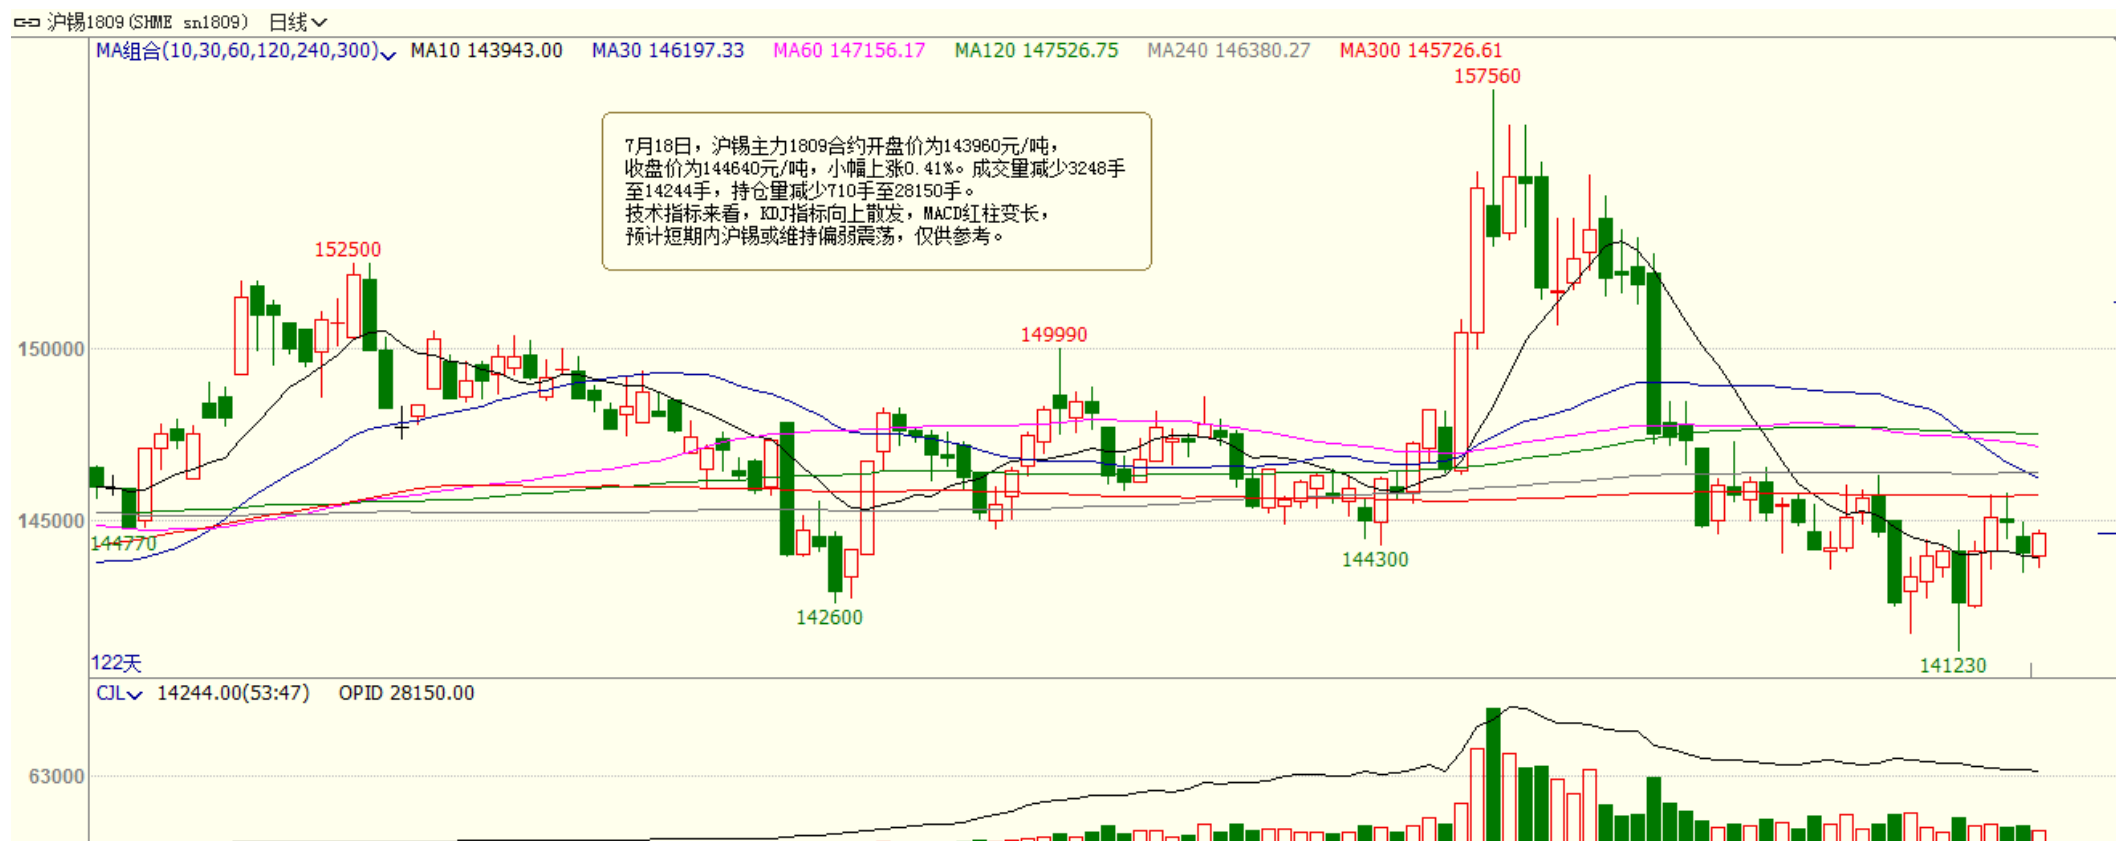 沪锡1809(SHME sn1809) 日线
MA组合(10,30,60,120,240,300) MA10 143943.00 MA30 146197.33 MA60 147156.17 MA120 147526.75 MA240 146380.27 MA300 145726.61
157560
7月18日，沪锡主力1809合约开盘价为143960元/吨，
收盘价为144640元/吨，小幅上涨0.41%。成交量减少3248手
至14244手，持仓量减少710手至28150手。
技术指标来看，KDJ指标向上散发，MACD红柱变长，
预计短期内沪锡或维持偏弱震荡，仅供参考。
152500
149990
150000
145000
144770
144300
142600
122天
141230
CJL 14244.00(53:47) OPID 28150.00
63000